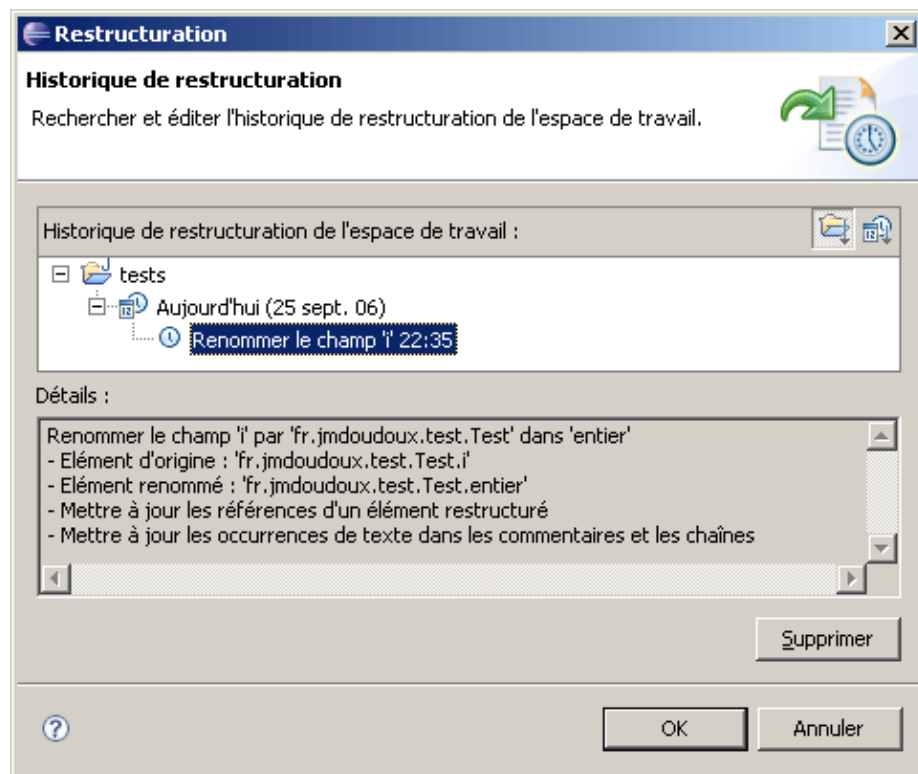 Restructuration
Historique de restructuration
Rechercher et éditer l'historique de restructuration de l'espace de travail.
Historique de restructuration de l'espace de travail :
tests
Aujourd'hui (25 sept. 06)
Renommer le champ 'i' 22:35
Détails :
Renommer le champ 'i' par 'fr.jmdoudoux.test.Test' dans 'entier'
- Elément d'origine : 'fr.jmdoudoux.test.Test.i'
- Elément renommé : 'fr.jmdoudoux.test.Test.entier'
- Mettre à jour les références d'un élément restructuré
- Mettre à jour les occurrences de texte dans les commentaires et les chaînes
Supprimer
OK
Annuler